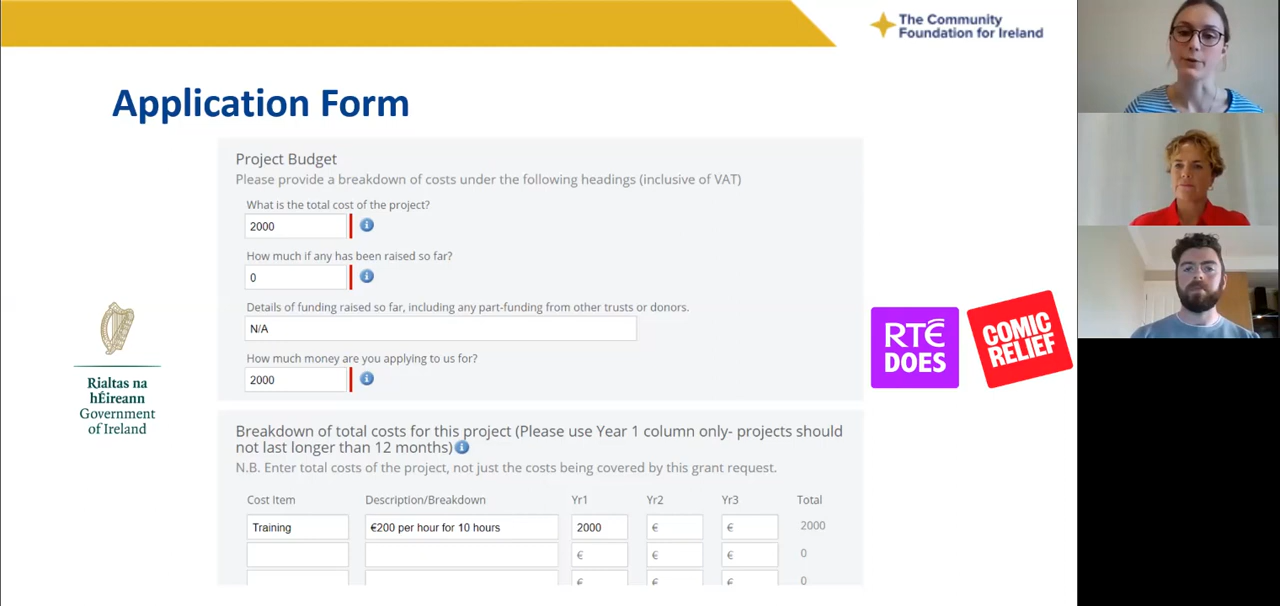 The Community
Foundation for Ireland
Application Form
Project Budget
Please provide a breakdown of costs under the following headings (inclusive of VAT)
What is the total cost of the project?
2000
How much if any has been raised so far?
0
Details of funding raised so far, including any part-funding from other trusts or donors.
N/A
How much money are you applying to us for?
2000
Rialtas na
hÉireann
Government
of Ireland
RTÉ
DOES
COMIC
RELIEF
Breakdown of total costs for this project (Please use Year 1 column only- projects should
not last longer than 12 months)
N.B. Enter total costs of the project, not just the costs being covered by this grant request.
Cost Item Description/Breakdown Yr1 Yr2 Yr3 Total
Training €200 per hour for 10 hours 2000 € € 2000
€ € € 0
€ € € 0